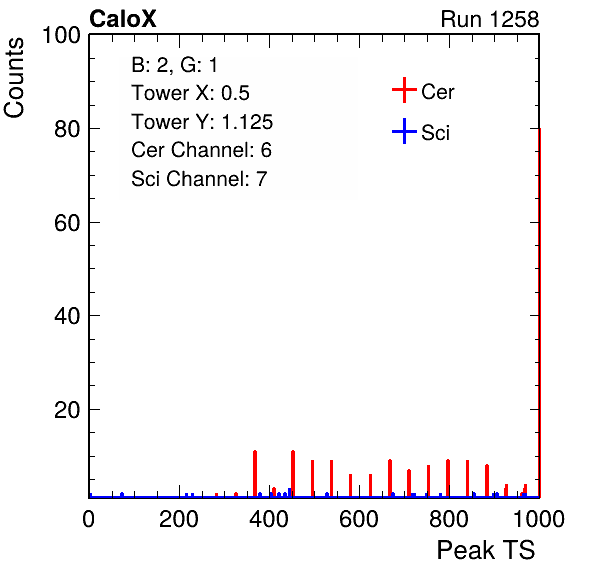 CaloX Run 1258
Counts
100
80
60
40
20
B: 2, G: 1
Tower X: 0.5
Tower Y: 1.125
Cer Channel: 6
Sci Channel: 7
Cer
Sci
0 200 400 600 800 1000
Peak TS